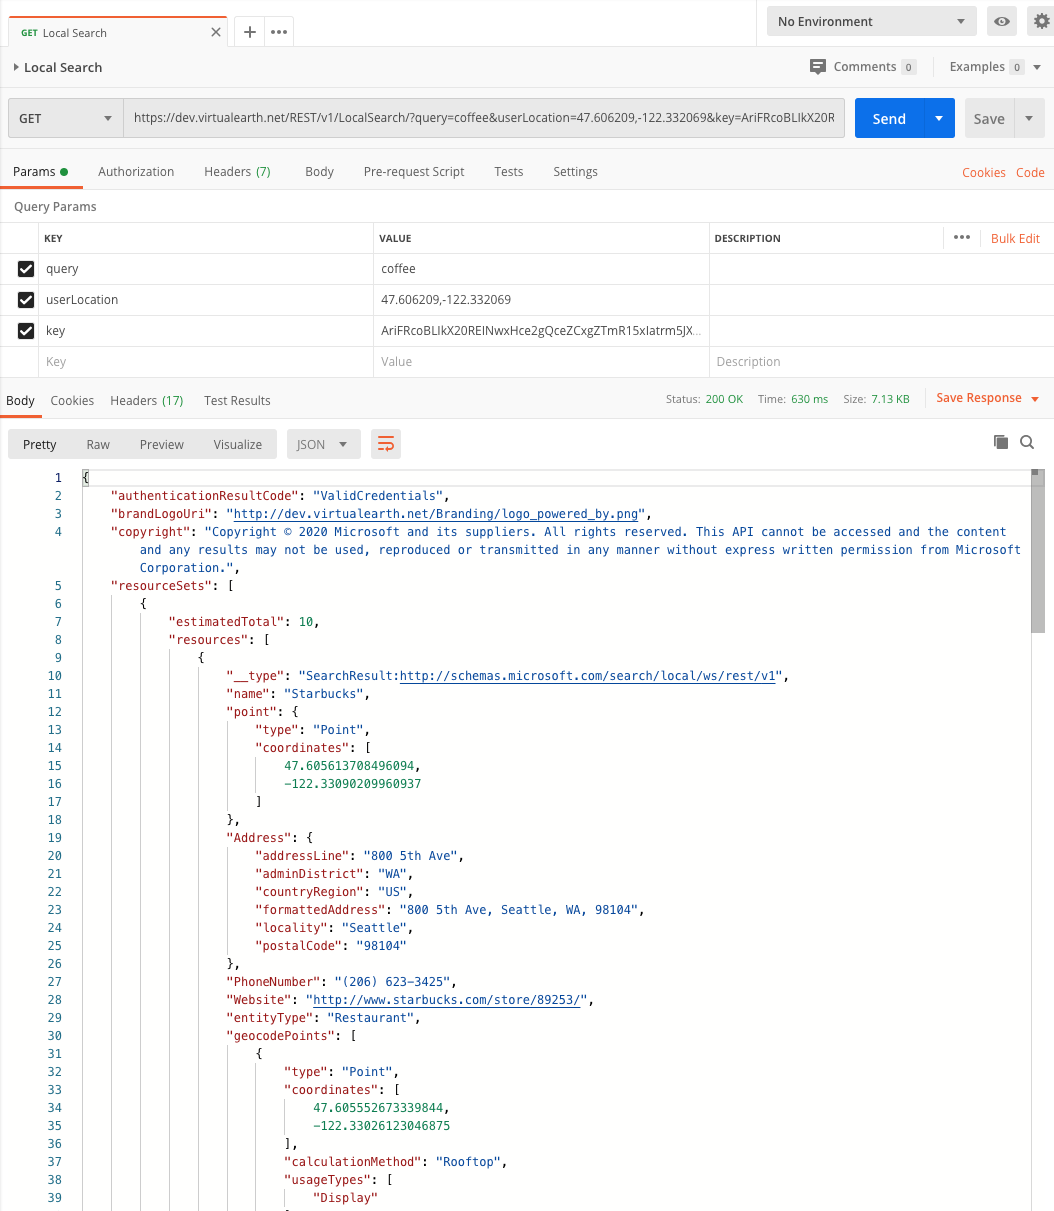 GET Local Search
No Environment
Local Search
Comments 0
Examples 0
GET
https://dev.virtualearth.net/REST/v1/LocalSearch/?query=coffee&userLocation=47.606209,-122.332069&key=AriFRcoBLIkX20R
Send
Save
Params
Authorization
Headers (7)
Body
Pre-request Script
Tests
Settings
Cookies Code
Query Params
KEY VALUE DESCRIPTION
Bulk Edit
query coffee
userLocation 47.606209,-122.332069
key AriFRcoBLIkX20REINwxHce2gQceZCxgZTmR15xIatrm5JX...
Key Value Description
Body Cookies Headers (17) Test Results
Status: 200 OK Time: 630 ms Size: 7.13 KB
Save Response
Pretty Raw Preview Visualize JSON
1 {
2 "authenticationResultCode": "ValidCredentials",
3 "brandLogoUri": "http://dev.virtualearth.net/Branding/logo_powered_by.png",
4 "copyright": "Copyright © 2020 Microsoft and its suppliers. All rights reserved. This API cannot be accessed and the content
and any results may not be used, reproduced or transmitted in any manner without express written permission from Microsoft
Corporation.",
5 "resourceSets": [
6 {
7 "estimatedTotal": 10,
8 "resources": [
9 {
10 "__type": "SearchResult:http://schemas.microsoft.com/search/local/ws/rest/v1",
11 "name": "Starbucks",
12 "point": {
13 "type": "Point",
14 "coordinates": [
15 47.605613708496094,
16 -122.33090209960937
17 ]
18 },
19 "Address": {
20 "addressLine": "800 5th Ave",
21 "adminDistrict": "WA",
22 "countryRegion": "US",
23 "formattedAddress": "800 5th Ave, Seattle, WA, 98104",
24 "locality": "Seattle",
25 "postalCode": "98104"
26 },
27 "PhoneNumber": "(206) 623-3425",
28 "Website": "http://www.starbucks.com/store/89253/",
29 "entityType": "Restaurant",
30 "geocodePoints": [
31 {
32 "type": "Point",
33 "coordinates": [
34 47.605552673339844,
35 -122.33026123046875
36 ],
37 "calculationMethod": "Rooftop",
38 "usageTypes": [
39 "Display"